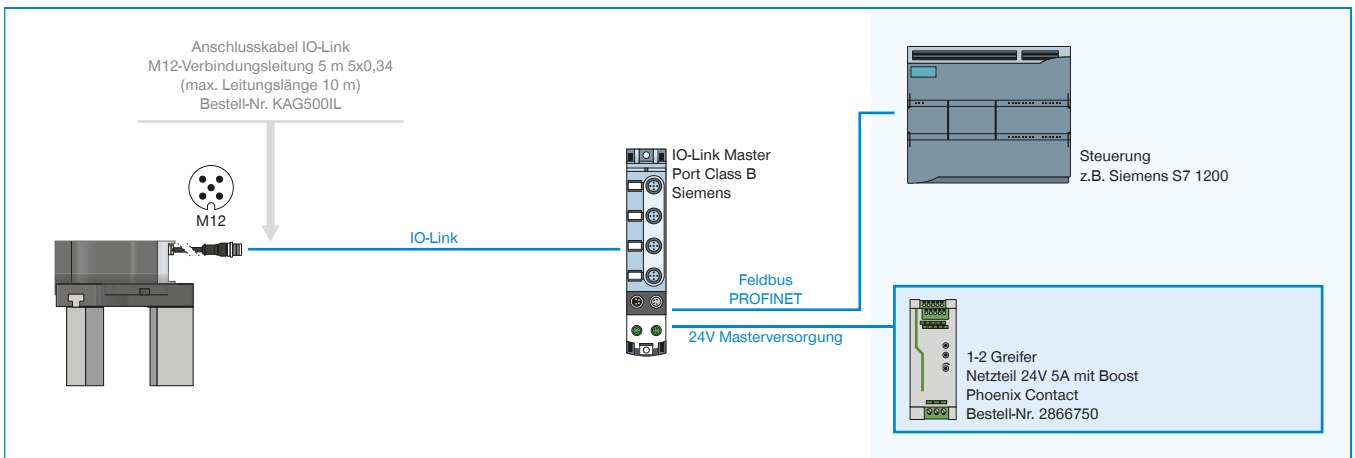 Anschlusskabel IO-Link
M12-Verbindungsleitung 5 m 5x0,34
(max. Leitungslänge 10 m)
Bestell-Nr. KAG500IL
M12
IO-Link
IO-Link Master
Port Class B
Siemens
Steuerung
z.B. Siemens S7 1200
Feldbus
PROFINET
24V Masterversorgung
1-2 Greifer
Netzteil 24V 5A mit Boost
Phoenix Contact
Bestell-Nr. 2866750